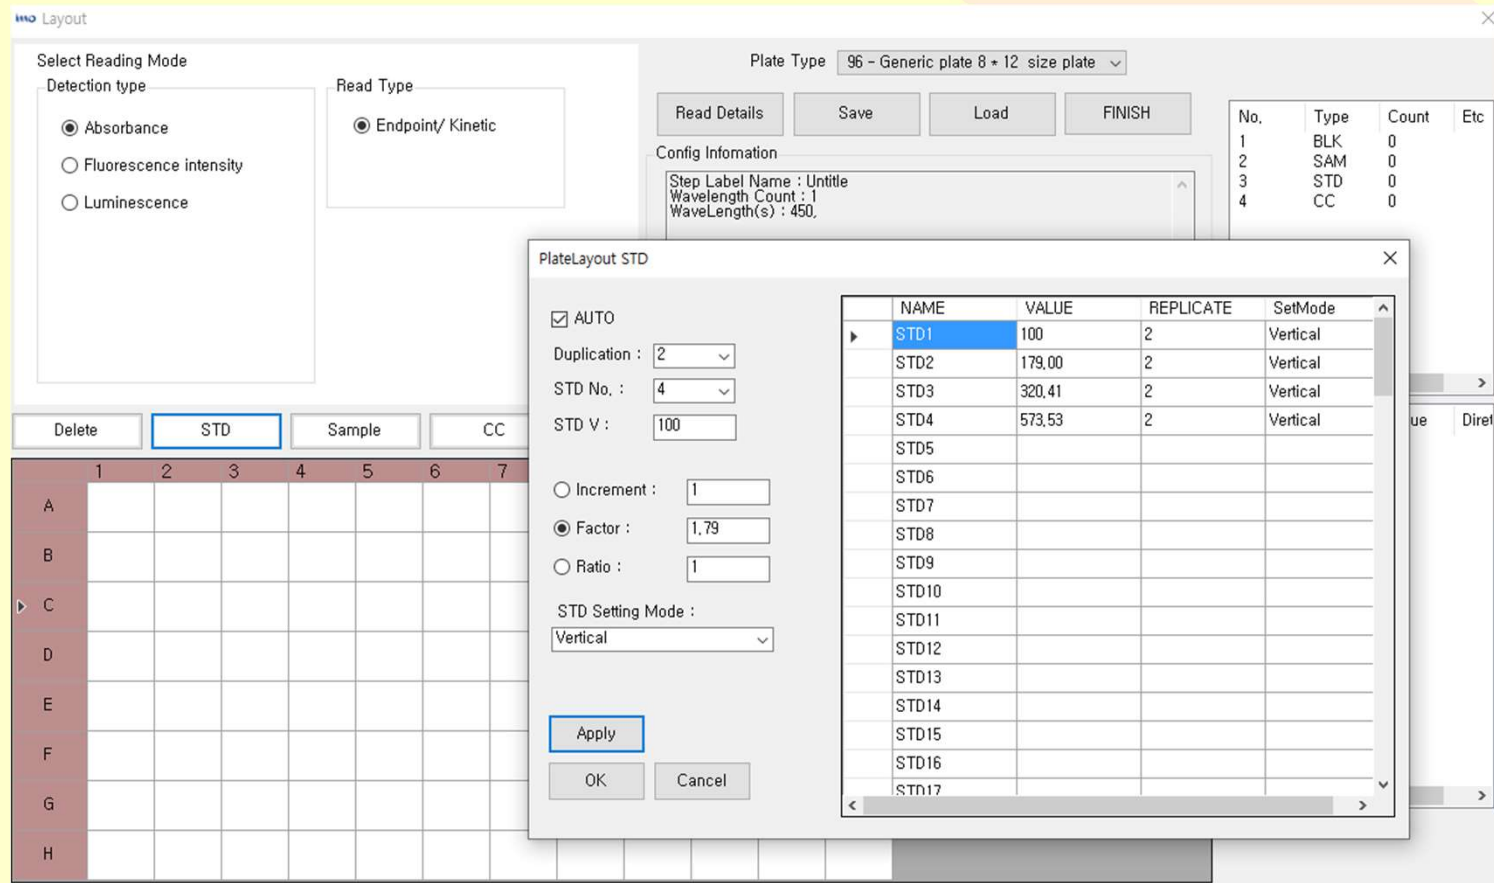 imo Layout
Select Reading Mode
Detection type
Absorbance
Fluorescence intensity
Luminescence
Read Type
Endpoint/ Kinetic
Plate Type 96 - Generic plate 8 * 12 size plate
Read Details Save Load FINISH
Config Infomation
Step Label Name : Untitle
Wavelength Count : 1
WaveLength(s) : 450,
No, Type Count Etc
1 BLK 0
2 SAM 0
3 STD 0
4 CC 0
Delete STD Sample CC
ue Diret
1 2 3 4 5 6 7
A
B
C
D
E
F
G
H
PlateLayout STD
AUTO
Duplication : 2
STD No, : 4
STD V : 100
Increment : 1
Factor : 1,79
Ratio : 1
STD Setting Mode :
Vertical
Apply
OK Cancel
NAME VALUE REPLICATE SetMode
STD1 100 2 Vertical
STD2 179,00 2 Vertical
STD3 320,41 2 Vertical
STD4 573,53 2 Vertical
STD5
STD6
STD7
STD8
STD9
STD10
STD11
STD12
STD13
STD14
STD15
STD16
STD17